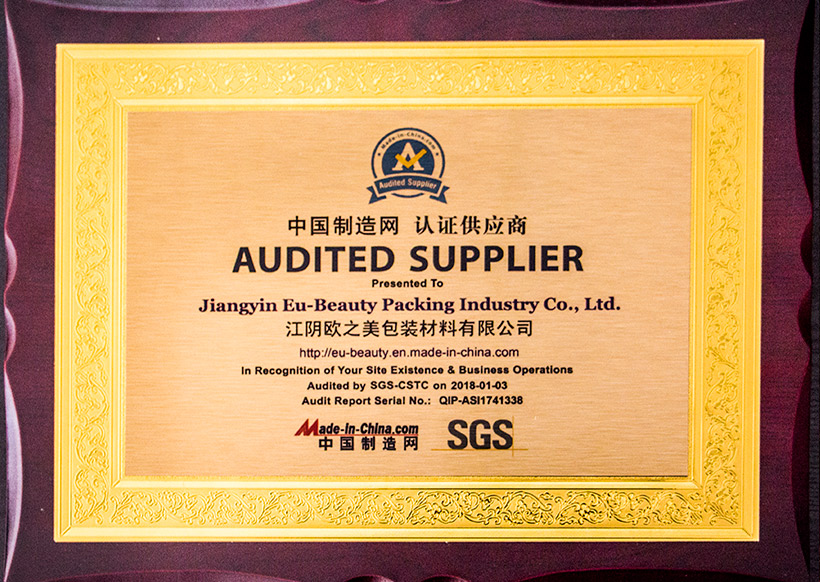 Made-in-China.com
A
Audited Supplier
中国制造网 认证供应商
AUDITED SUPPLIER
Presented To
Jiangyin Eu-Beauty Packing Industry Co., Ltd.
江阴欧之美包装材料有限公司
http://eu-beauty.en.made-in-china.com
In Recognition of Your Site Existence & Business Operations
Audited by SGS-CSTC on 2018-01-03
Audit Report Serial No.: QIP-ASI1741338
Made-in-China.com
中国制造网
SGS